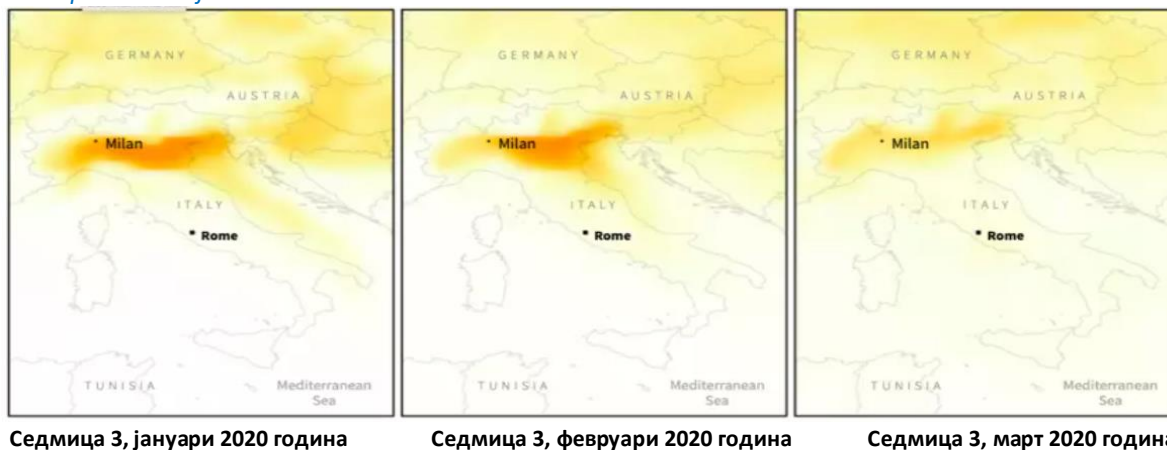 GERMANY
AUSTRIA
Milan
ITALY
Rome
TUNISIA
Mediterranean
Sea
GERMANY
AUSTRIA
Milan
ITALY
Rome
TUNISIA
Mediterranean
Sea
GERMANY
AUSTRIA
Milan
ITALY
Rome
TUNISIA
Mediterranean
Sea
Седмица 3, јануари 2020 година
Седмица 3, февруари 2020 година
Седмица 3, март 2020 година